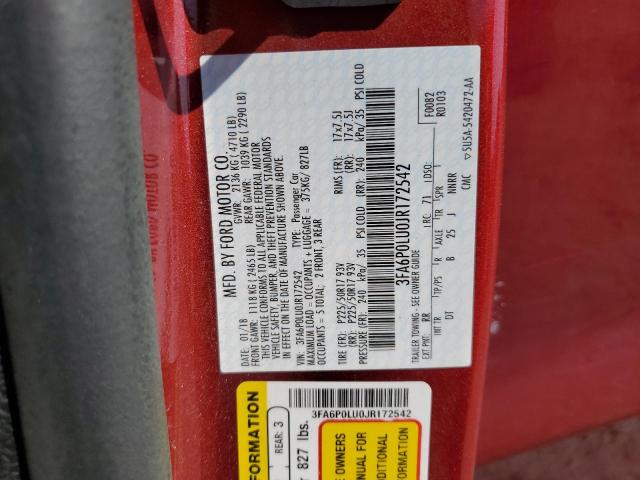 MFD. BY FORD MOTOR CO.
DATE: 01/18 GVWR: 2136 KG ( 4710 LB)
FRONT GAWR: 1118 KG ( 2465 LB) REAR GAWR: 1039 KG ( 2290 LB)
THIS VEHICLE CONFORMS TO ALL APPLICABLE FEDERAL MOTOR
VEHICLE SAFETY, BUMPER, AND THEFT PREVENTION STANDARDS
IN EFFECT ON THE DATE OF MANUFACTURE SHOWN ABOVE.
VIN: 3FA6P0LU0JR172542 TYPE: Passenger Car
MAXIMUM LOAD = OCCUPANTS + LUGGAGE = 375KG/ 827LB
OCCUPANTS = 5 TOTAL: 2 FRONT, 3 REAR
TIRE (FR): P225/50R17 93V RIMS (FR): 17x7.5J
(RR): P225/50R17 93V (RR): 17x7.5J
PRESSURE (FR): 240 kPa/ 35 PSI COLD (RR): 240 kPa/ 35 PSI COLD
3FA6P0LU0JR172542
F0082
R0103
TRAILER TOWING - SEE OWNER GUIDE
EXT PNT: RR RC: 71 DSO:
INT TR TP/PS R AXLE TR SPR
DT B 25 J NNRR
CMC 5U5A-5420472-AA
3FA6P0LU0JR172542
FORMATION
REAR: 3
827 lbs.
OWNERS
MANUAL FOR
DITIONAL
FORMATION